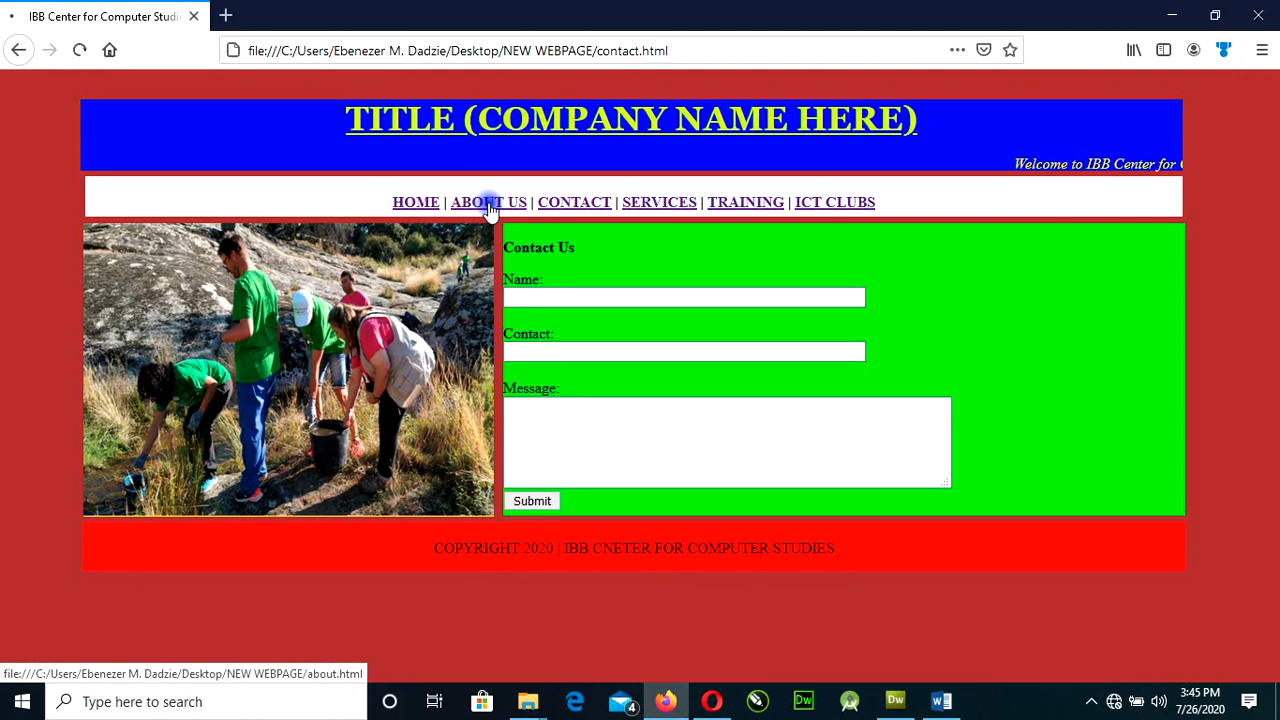 IBB Center for Computer Studi
file:///C:/Users/Ebenezer M. Dadzie/Desktop/NEW WEBPAGE/contact.html
TITLE (COMPANY NAME HERE)
Welcome to IBB Center for
HOME | ABOUT US | CONTACT | SERVICES | TRAINING | ICT CLUBS
Contact Us
Name:
Contact:
Message:
Submit
COPYRIGHT 2020 | IBB CNETER FOR COMPUTER STUDIES
file:///C:/Users/Ebenezer M. Dadzie/Desktop/NEW WEBPAGE/about.html
Type here to search
4
Dw
Dw
3:45 PM
7/26/2020